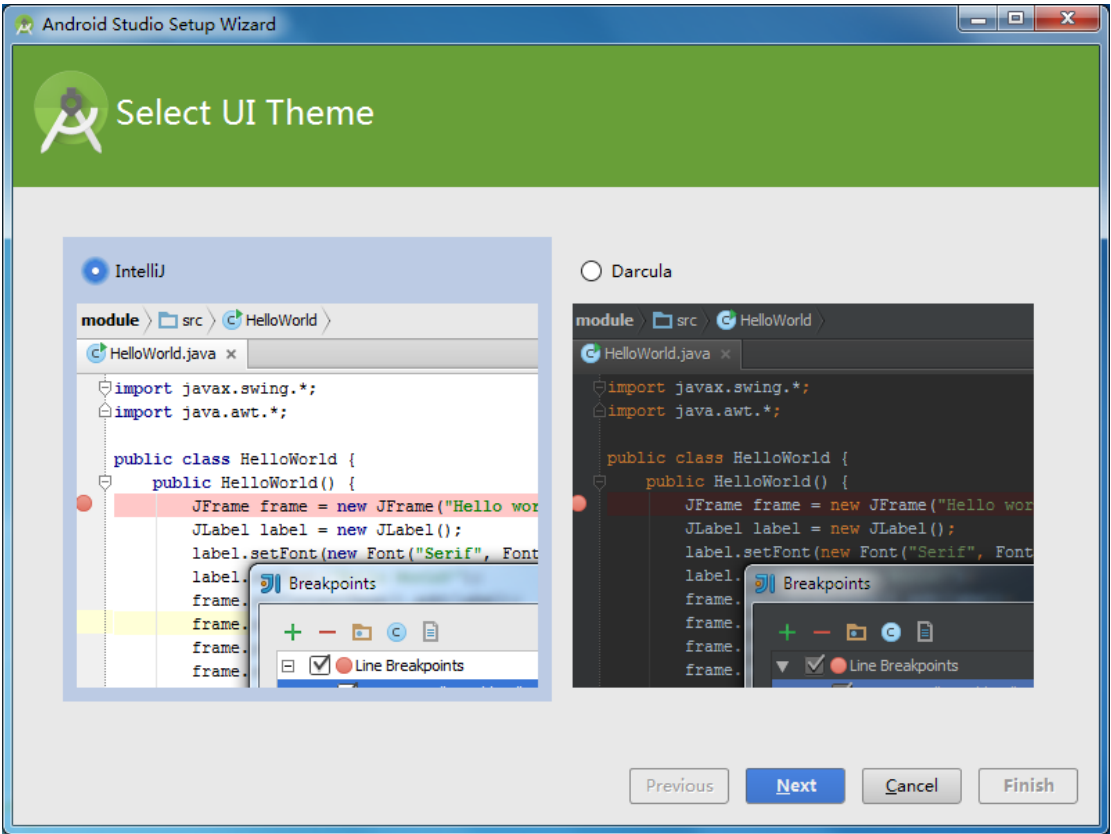 Android Studio Setup Wizard
Select UI Theme
IntelliJ
module src HelloWorld
HelloWorld.java
import javax.swing.*;
import java.awt.*;
public class HelloWorld {
public HelloWorld() {
JFrame frame = new JFrame("Hello wor
JLabel label = new JLabel();
label.setFont(new Font("Serif", Font
label.
frame.
frame.
frame.
frame.
Breakpoints
Line Breakpoints
Darcula
module src HelloWorld
HelloWorld.java
import javax.swing.*;
import java.awt.*;
public class HelloWorld {
public HelloWorld() {
JFrame frame = new JFrame("Hello wor
JLabel label = new JLabel();
label.setFont(new Font("Serif", Font
label.
frame.
frame.
frame.
frame.
Breakpoints
Line Breakpoints
Previous Next Cancel Finish